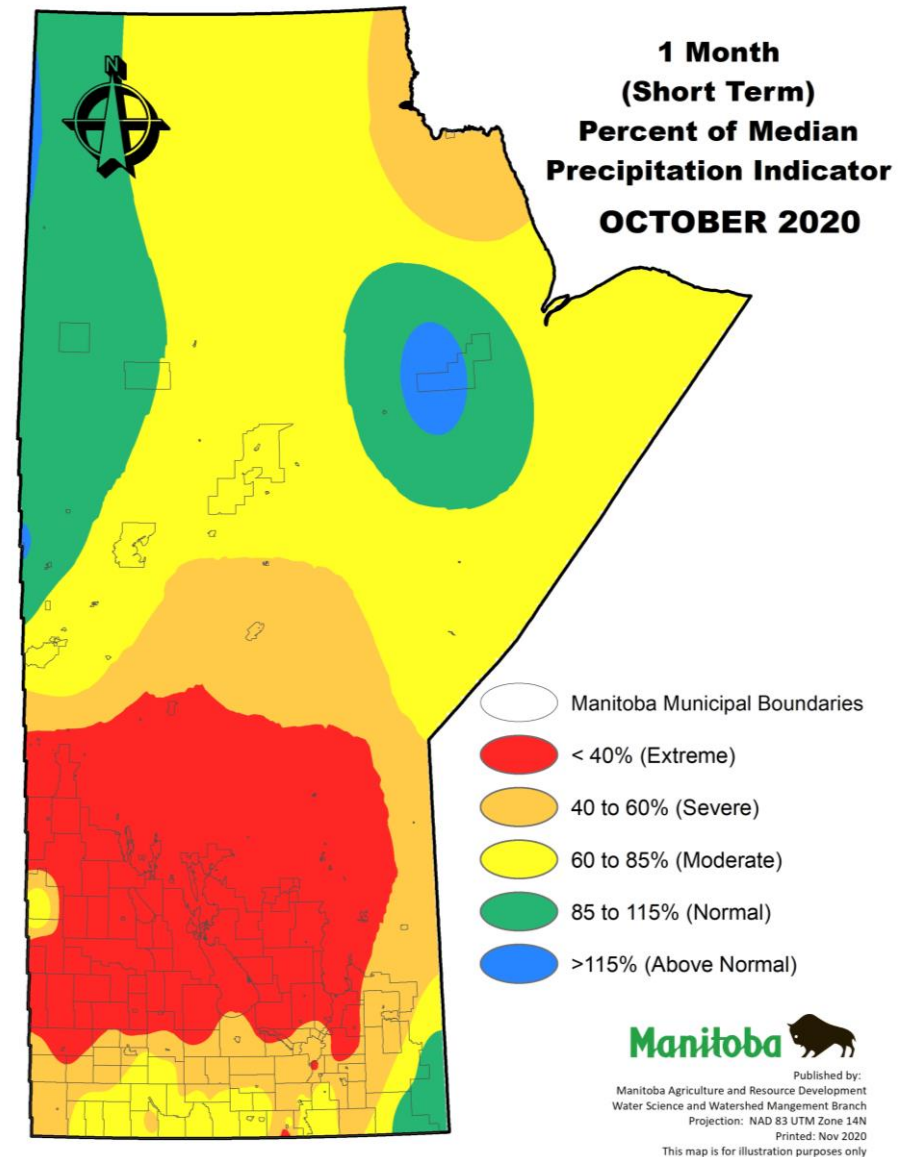 N
1 Month
(Short Term)
Percent of Median
Precipitation Indicator
OCTOBER 2020
Manitoba Municipal Boundaries
< 40% (Extreme)
40 to 60% (Severe)
60 to 85% (Moderate)
85 to 115% (Normal)
>115% (Above Normal)
Manitoba
Published by:
Manitoba Agriculture and Resource Development
Water Science and Watershed Mangement Branch
Projection: NAD 83 UTM Zone 14N
Printed: Nov 2020
This map is for illustration purposes only